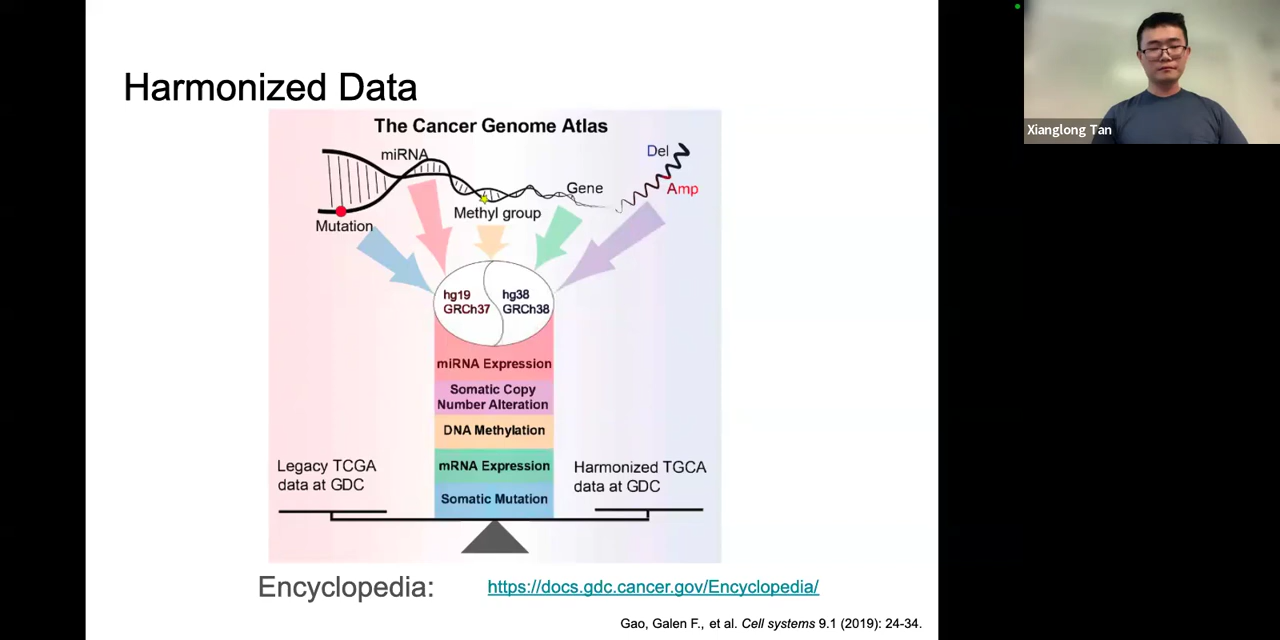 Harmonized Data
The Cancer Genome Atlas
miRNA
Del
Gene
Amp
Methyl group
Mutation
hg19
GRCh37
hg38
GRCh38
miRNA Expression
Somatic Copy
Number Alteration
DNA Methylation
mRNA Expression
Somatic Mutation
Legacy TCGA
data at GDC
Harmonized TGCA
data at GDC
Encyclopedia:
https://docs.gdc.cancer.gov/Encyclopedia/
Gao, Galen F., et al. Cell systems 9.1 (2019): 24-34.
Xianglong Tan